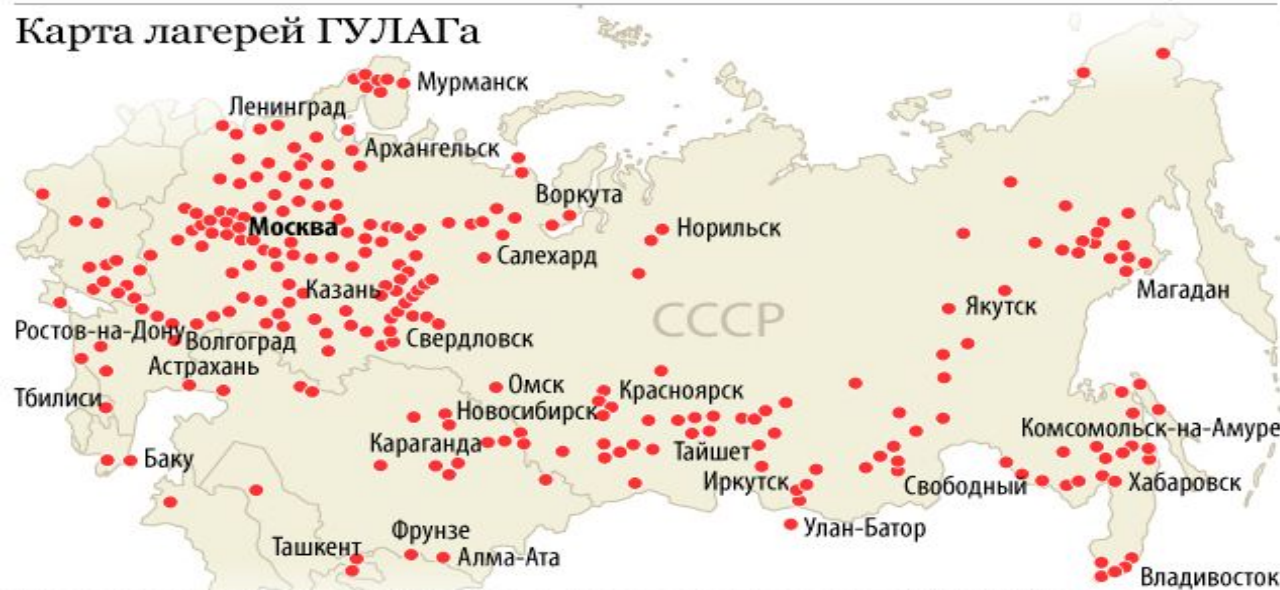 Карта лагерей ГУЛАГа
Мурманск
Ленинград
Архангельск
Воркута
Москва
Норильск
Салехард
Казань
Магадан
СССР
Якутск
Ростов-на-Дону
Волгоград
Свердловск
Астрахань
Омск
Красноярск
Тбилиси
Новосибирск
Караганда
Комсомольск-на-Амуре
Тайшет
Баку
Иркутск
Свободный
Хабаровск
Улан-Батор
Фрунзе
Ташкент
Алма-Ата
Владивосток